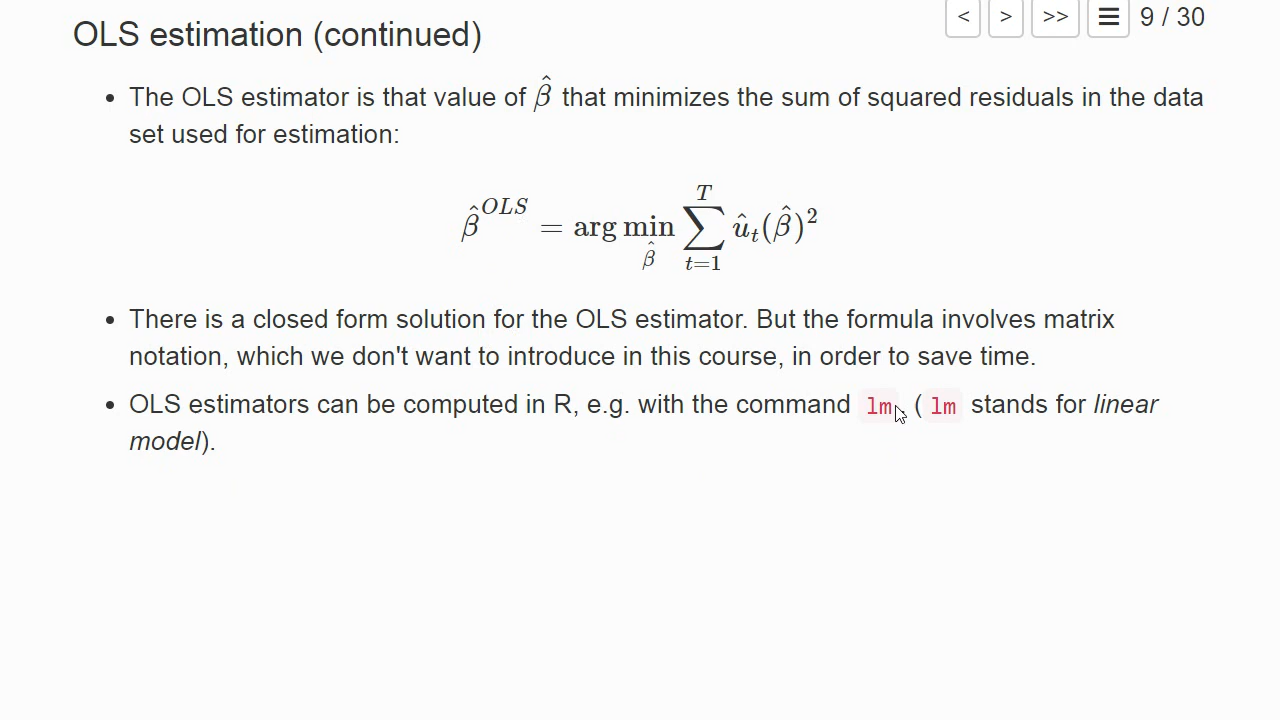 OLS estimation (continued)
< > >> ☰ 9 / 30
• The OLS estimator is that value of β̂ that minimizes the sum of squared residuals in the data
set used for estimation:
β̂^OLS = arg min_β̂ ∑_{t=1}^T û_t(β̂)²
• There is a closed form solution for the OLS estimator. But the formula involves matrix
notation, which we don't want to introduce in this course, in order to save time.
• OLS estimators can be computed in R, e.g. with the command lm. (lm stands for linear
model).